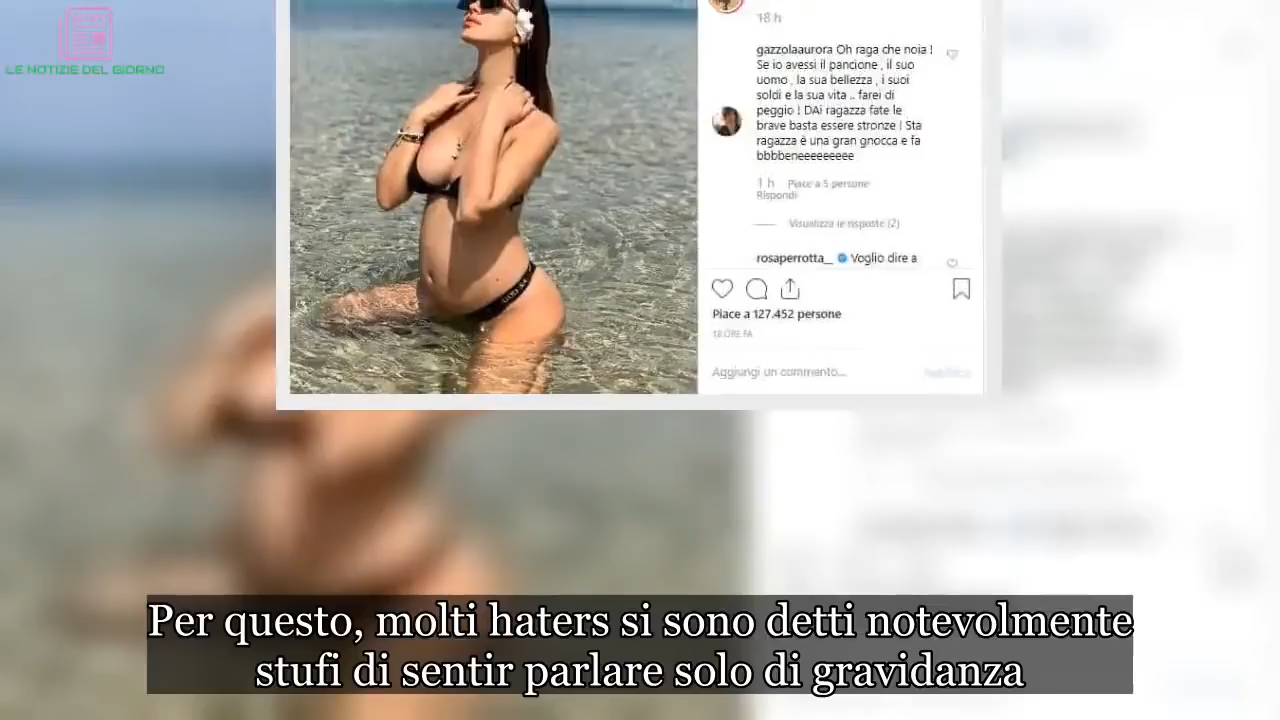 LE NOTIZIE DEL GIORNO
18 h
gazzolaaurora Oh raga che noia !
Se io avessi il pancione , il suo
uomo , la sua bellezza , i suoi
soldi e la sua vita .. farei di
peggio ! DAi ragazza fate le
brave basta essere stronze ! Sta
ragazza è una gran gnocca e fa
bbbbeneeeeeeee
1 h Piace a 5 persone
Rispondi
Visualizza le risposte (2)
rosaperrotta__ Voglio dire a
Piace a 127.452 persone
18 ORE FA
Aggiungi un commento...
Pubblica
Per questo, molti haters si sono detti notevolmente
stufi di sentir parlare solo di gravidanza